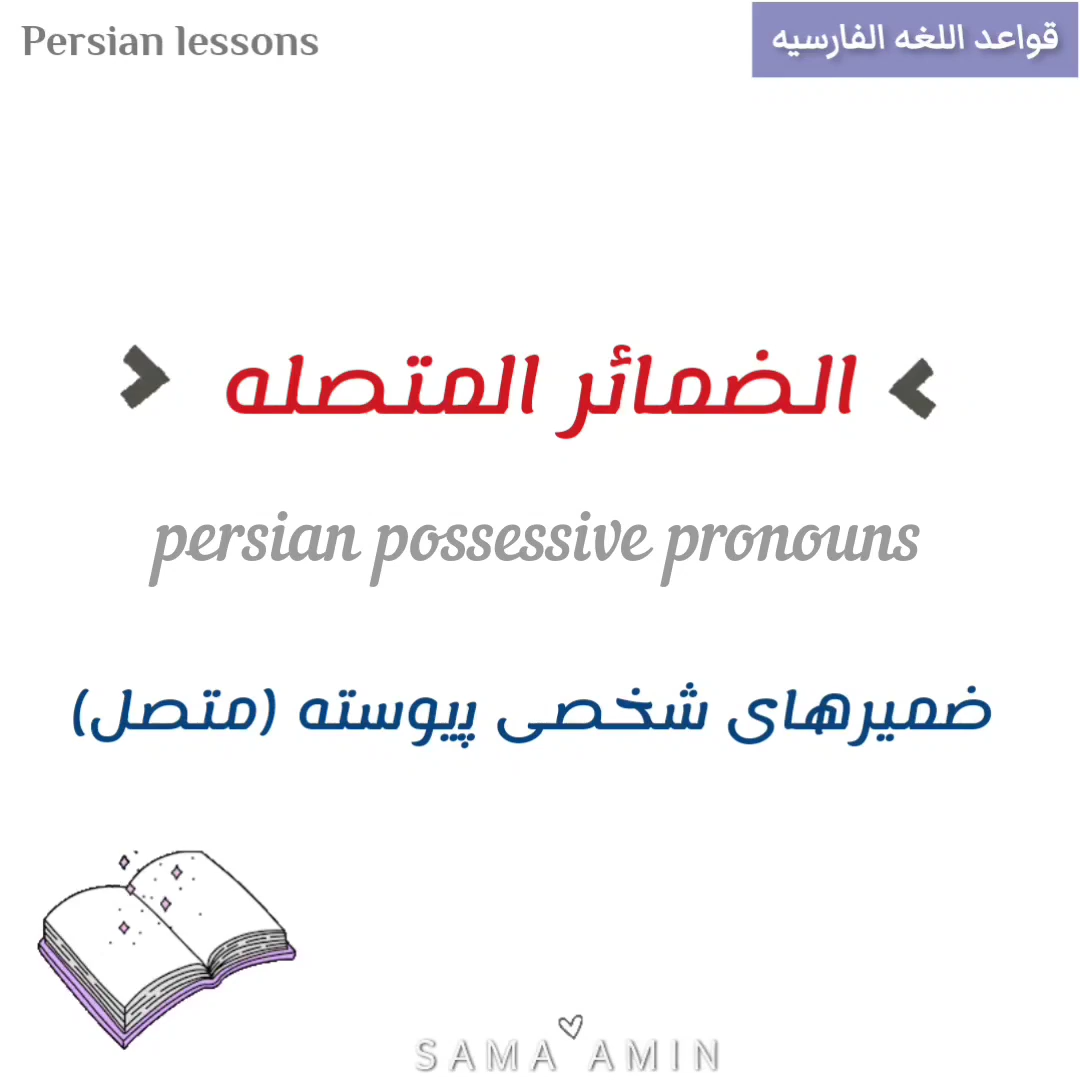 Persian lessons
قواعد اللغه الفارسيه
الضمائر المتصله
persian possessive pronouns
ضمیرهای شخصی پیوسته (متصل)
SAMA AMIN